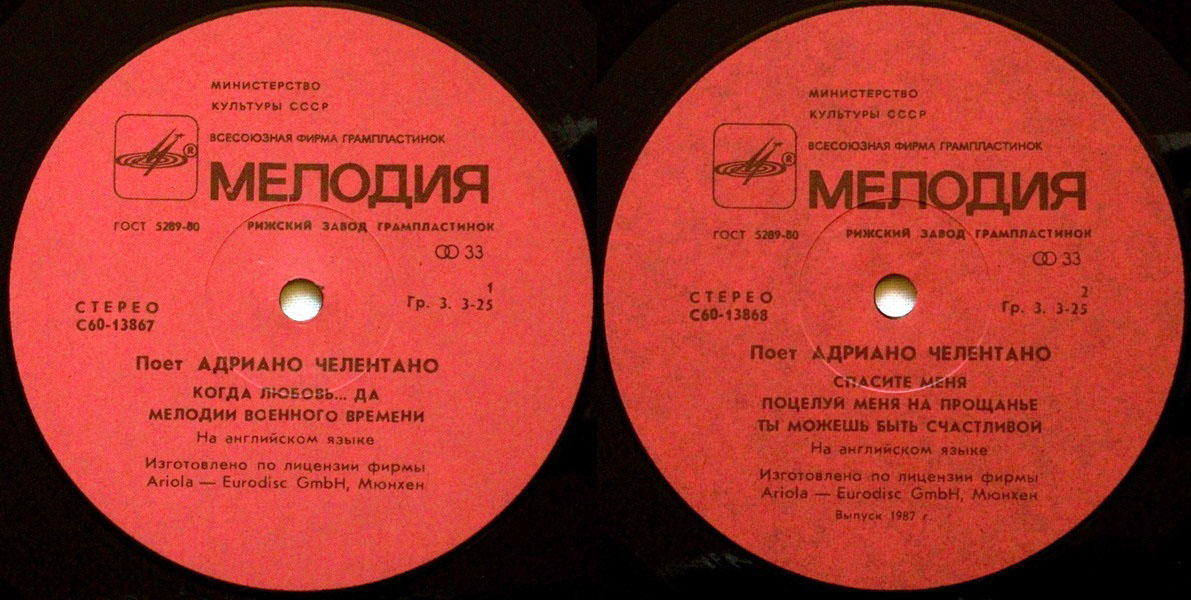 МИНИСТЕРСТВО
КУЛЬТУРЫ СССР
ВСЕСОЮЗНАЯ ФИРМА ГРАМПЛАСТИНОК
®
МЕЛОДИЯ
ГОСТ 5289-80
РИЖСКИЙ ЗАВОД ГРАМПЛАСТИНОК
33
СТЕРЕО
С60-13867
1
Гр. 3. 3-25
Поет АДРИАНО ЧЕЛЕНТАНО
КОГДА ЛЮБОВЬ... ДА
МЕЛОДИИ ВОЕННОГО ВРЕМЕНИ
На английском языке
Изготовлено по лицензии фирмы
Ariola — Eurodisc GmbH, Мюнхен
МИНИСТЕРСТВО
КУЛЬТУРЫ СССР
ВСЕСОЮЗНАЯ ФИРМА ГРАМПЛАСТИНОК
®
МЕЛОДИЯ
ГОСТ 5289-80
РИЖСКИЙ ЗАВОД ГРАМПЛАСТИНОК
33
СТЕРЕО
С60-13868
2
Гр. 3. 3-25
Поет АДРИАНО ЧЕЛЕНТАНО
СПАСИТЕ МЕНЯ
ПОЦЕЛУЙ МЕНЯ НА ПРОЩАНЬЕ
ТЫ МОЖЕШЬ БЫТЬ СЧАСТЛИВОЙ
На английском языке
Изготовлено по лицензии фирмы
Ariola — Eurodisc GmbH, Мюнхен
Выпуск 1987 г.